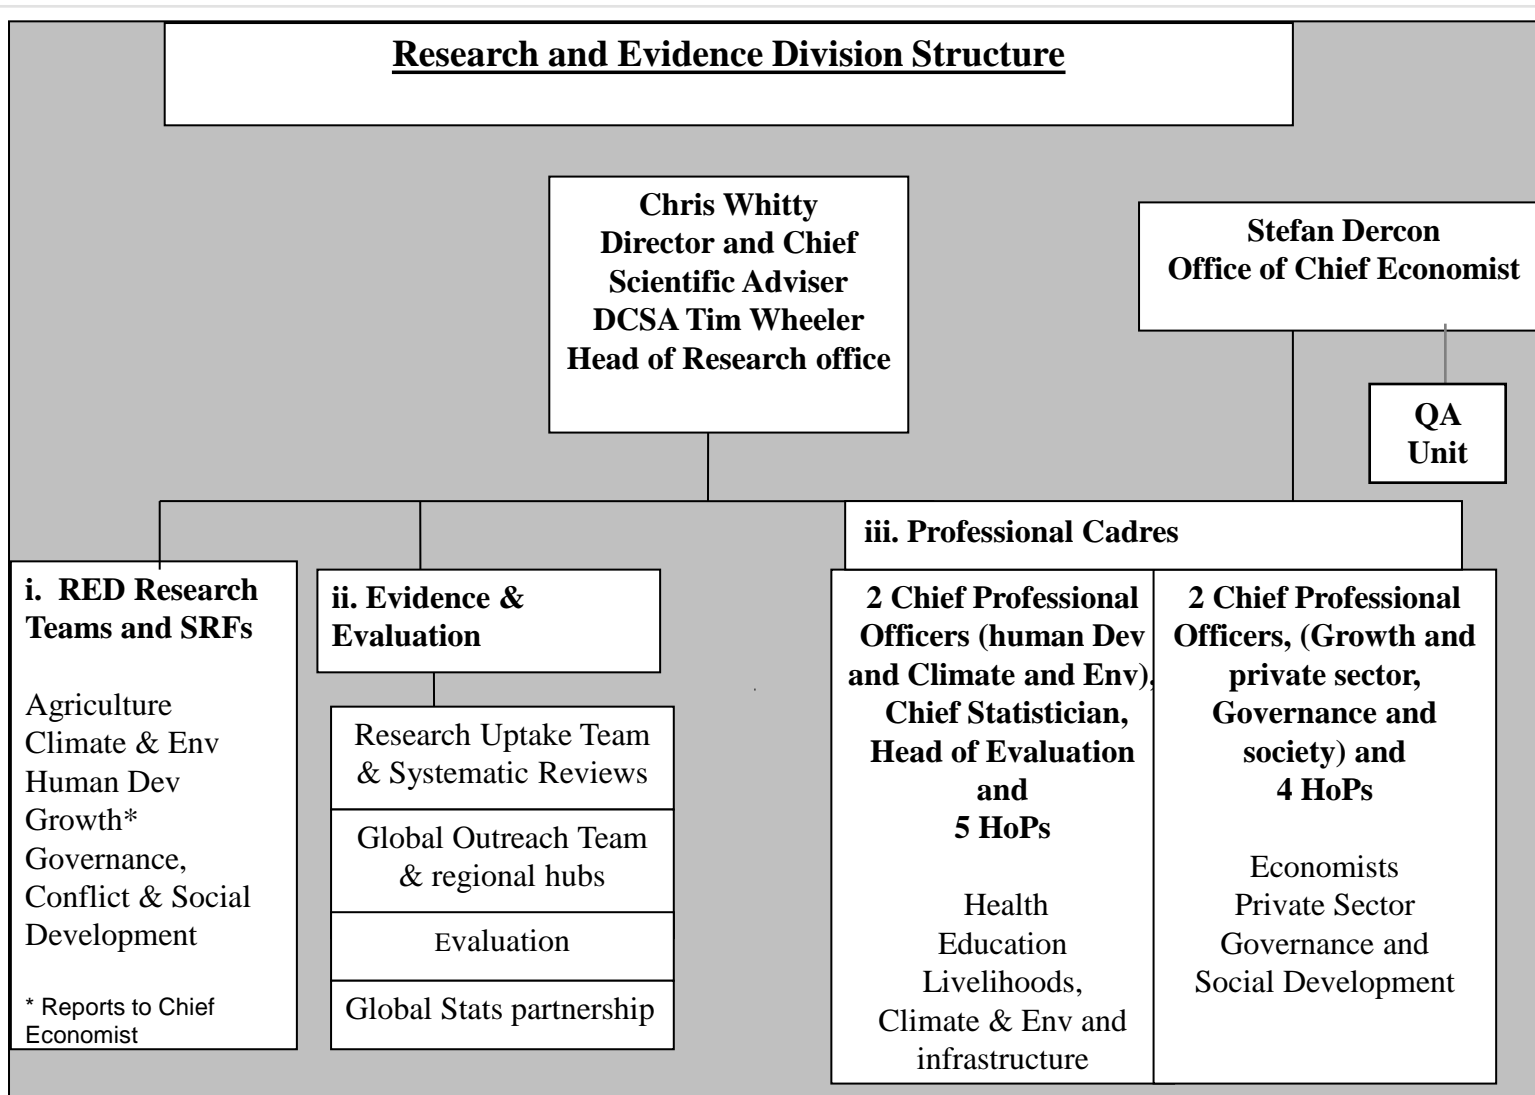 Research and Evidence Division Structure
Chris Whitty
Director and Chief
Scientific Adviser
DCSA Tim Wheeler
Head of Research office
Stefan Dercon
Office of Chief Economist
QA
Unit
i. RED Research
Teams and SRFs
Agriculture
Climate & Env
Human Dev
Growth*
Governance,
Conflict & Social
Development
* Reports to Chief
Economist
ii. Evidence &
Evaluation
Research Uptake Team
& Systematic Reviews
Global Outreach Team
& regional hubs
Evaluation
Global Stats partnership
iii. Professional Cadres
2 Chief Professional
Officers (human Dev
and Climate and Env),
Chief Statistician,
Head of Evaluation
and
5 HoPs
Health
Education
Livelihoods,
Climate & Env and
infrastructure
2 Chief Professional
Officers, (Growth and
private sector,
Governance and
society) and
4 HoPs
Economists
Private Sector
Governance and
Social Development